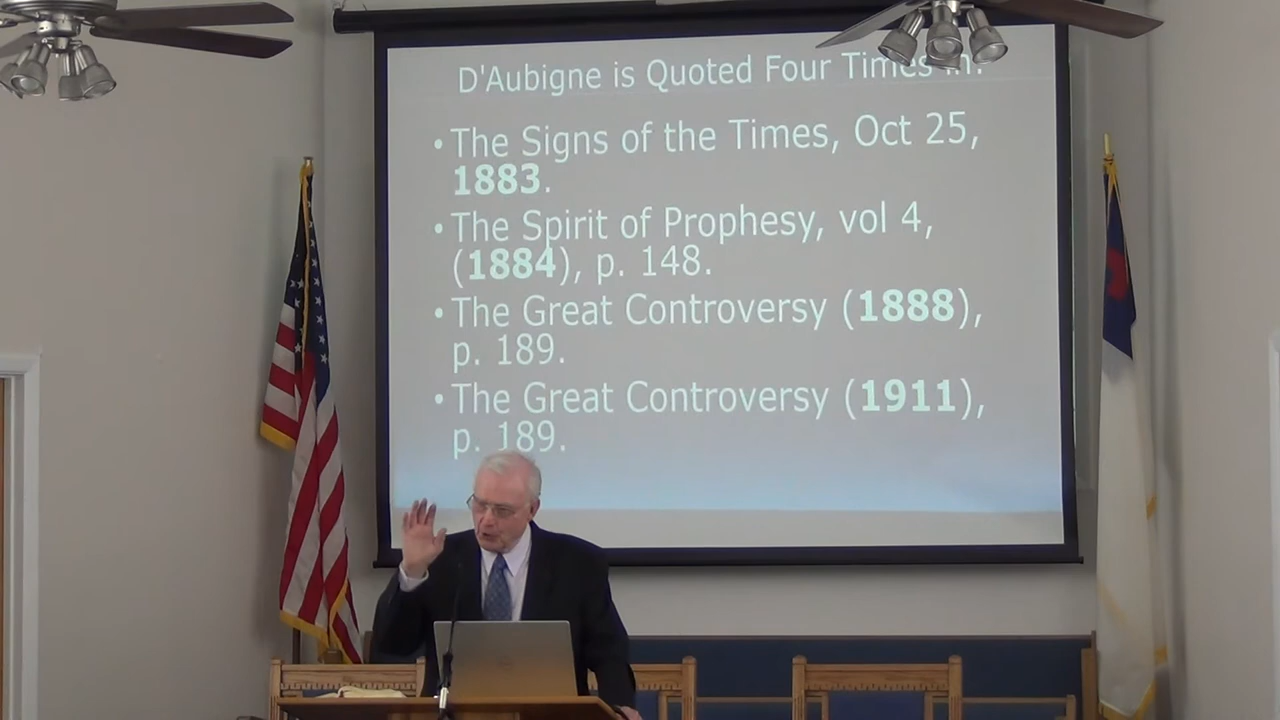 D'Aubigne is Quoted Four Times in:
• The Signs of the Times, Oct 25,
1883.
• The Spirit of Prophesy, vol 4,
(1884), p. 148.
• The Great Controversy (1888),
p. 189.
• The Great Controversy (1911),
p. 189.